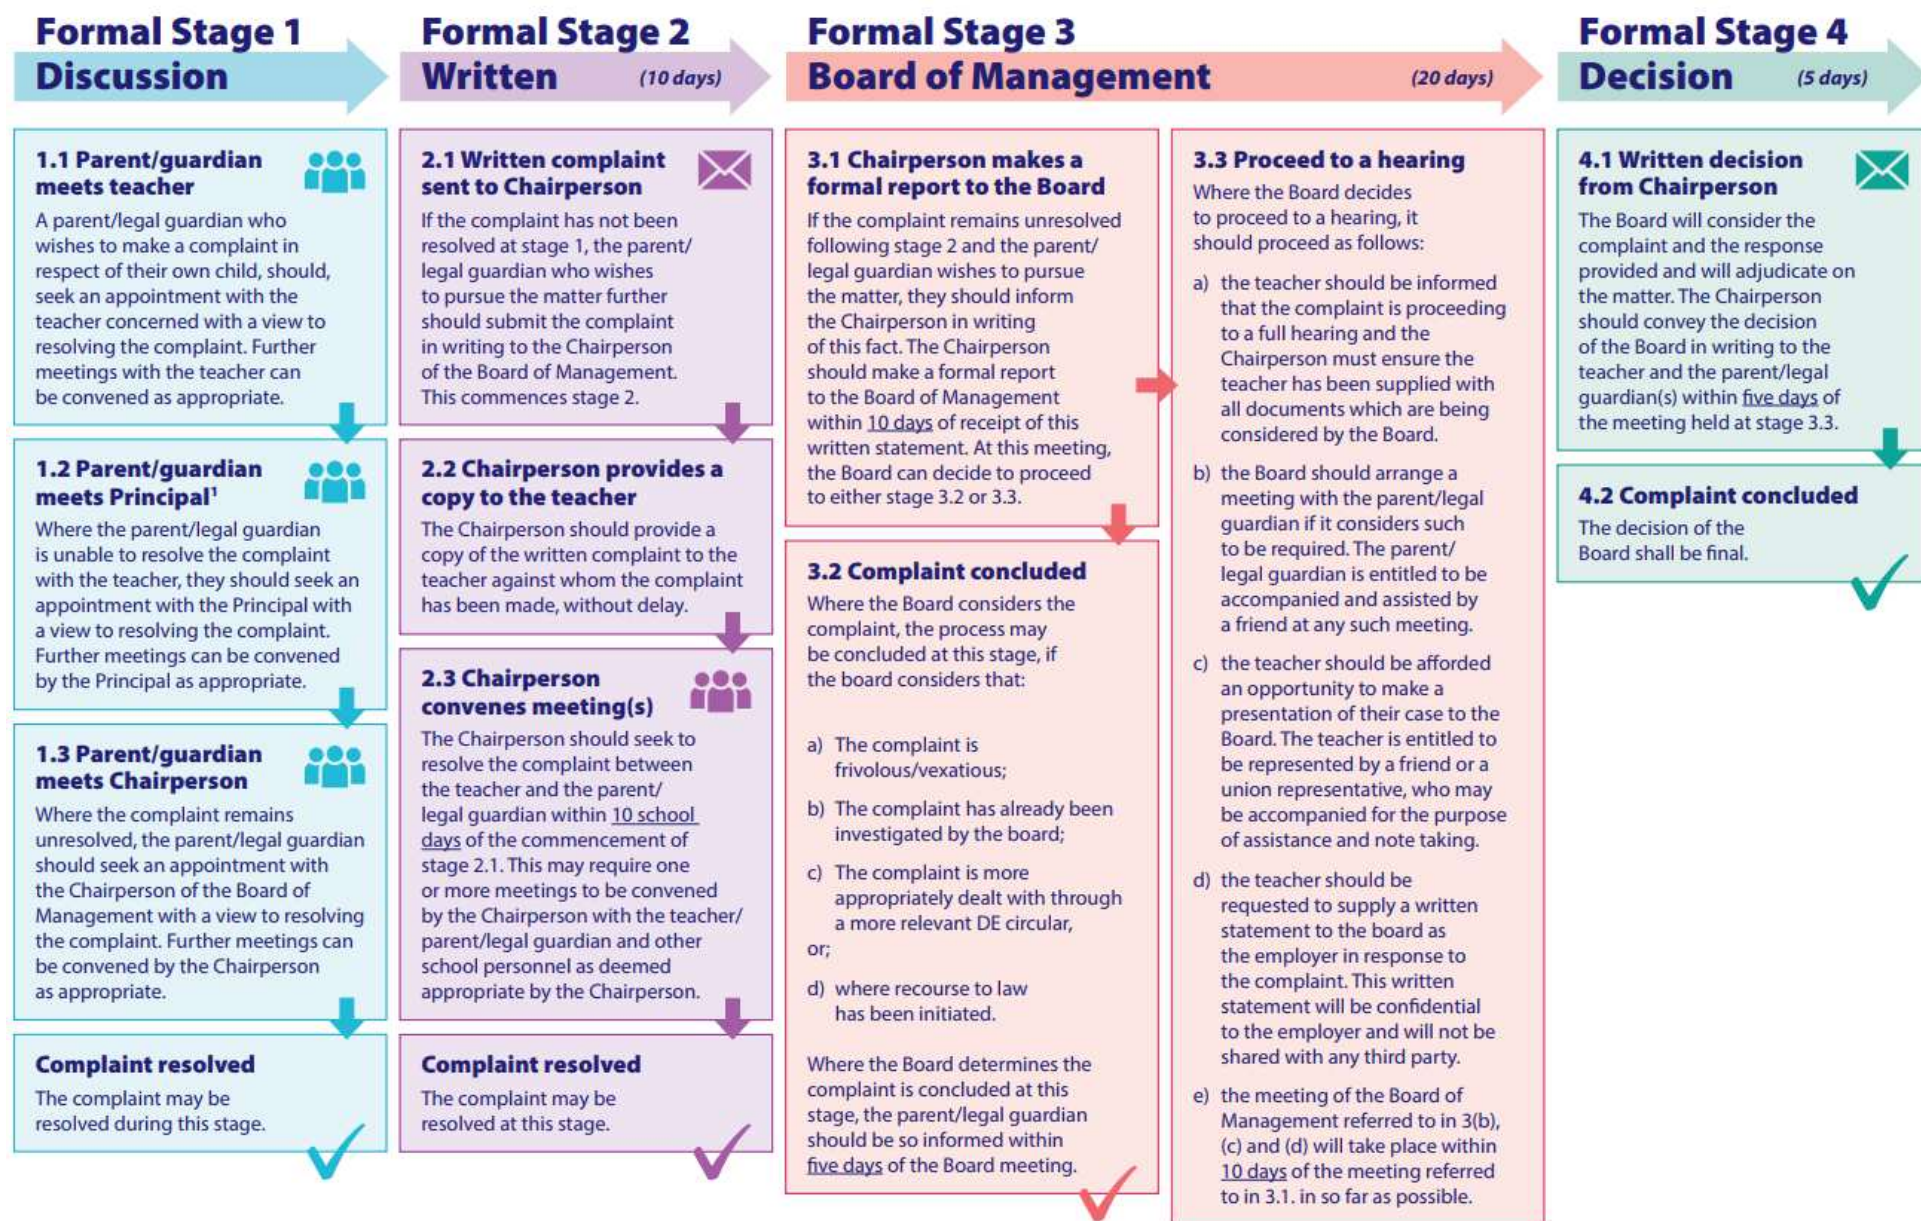 Formal Stage 1
Discussion
1.1 Parent/guardian
meets teacher
A parent/legal guardian who
wishes to make a complaint in
respect of their own child, should,
seek an appointment with the
teacher concerned with a view to
resolving the complaint. Further
meetings with the teacher can
be convened as appropriate.
1.2 Parent/guardian
meets Principal¹
Where the parent/legal guardian
is unable to resolve the complaint
with the teacher, they should seek an
appointment with the Principal with
a view to resolving the complaint.
Further meetings can be convened
by the Principal as appropriate.
1.3 Parent/guardian
meets Chairperson
Where the complaint remains
unresolved, the parent/legal guardian
should seek an appointment with
the Chairperson of the Board of
Management with a view to resolving
the complaint. Further meetings can
be convened by the Chairperson
as appropriate.
Complaint resolved
The complaint may be
resolved during this stage.
Formal Stage 2
Written (10 days)
2.1 Written complaint
sent to Chairperson
If the complaint has not been
resolved at stage 1, the parent/
legal guardian who wishes
to pursue the matter further
should submit the complaint
in writing to the Chairperson
of the Board of Management.
This commences stage 2.
2.2 Chairperson provides a
copy to the teacher
The Chairperson should provide a
copy of the written complaint to the
teacher against whom the complaint
has been made, without delay.
2.3 Chairperson
convenes meeting(s)
The Chairperson should seek to
resolve the complaint between
the teacher and the parent/
legal guardian within 10 school
days of the commencement of
stage 2.1. This may require one
or more meetings to be convened
by the Chairperson with the teacher/
parent/legal guardian and other
school personnel as deemed
appropriate by the Chairperson.
Complaint resolved
The complaint may be
resolved at this stage.
Formal Stage 3
Board of Management (20 days)
3.1 Chairperson makes a
formal report to the Board
If the complaint remains unresolved
following stage 2 and the parent/
legal guardian wishes to pursue
the matter, they should inform
the Chairperson in writing
of this fact. The Chairperson
should make a formal report
to the Board of Management
within 10 days of receipt of this
written statement. At this meeting,
the Board can decide to proceed
to either stage 3.2 or 3.3.
3.2 Complaint concluded
Where the Board considers the
complaint, the process may
be concluded at this stage, if
the board considers that:
a) The complaint is
frivolous/vexatious;
b) The complaint has already been
investigated by the board;
c) The complaint is more
appropriately dealt with through
a more relevant DE circular,
or;
d) where recourse to law
has been initiated.
Where the Board determines the
complaint is concluded at this
stage, the parent/legal guardian
should be so informed within
five days of the Board meeting.
3.3 Proceed to a hearing
Where the Board decides
to proceed to a hearing, it
should proceed as follows:
a) the teacher should be informed
that the complaint is proceeding
to a full hearing and the
Chairperson must ensure the
teacher has been supplied with
all documents which are being
considered by the Board.
b) the Board should arrange a
meeting with the parent/legal
guardian if it considers such
to be required. The parent/
legal guardian is entitled to be
accompanied and assisted by
a friend at any such meeting.
c) the teacher should be afforded
an opportunity to make a
presentation of their case to the
Board. The teacher is entitled to
be represented by a friend or a
union representative, who may
be accompanied for the purpose
of assistance and note taking.
d) the teacher should be
requested to supply a written
statement to the board as
the employer in response to
the complaint. This written
statement will be confidential
to the employer and will not be
shared with any third party.
e) the meeting of the Board of
Management referred to in 3(b),
(c) and (d) will take place within
10 days of the meeting referred
to in 3.1. in so far as possible.
Formal Stage 4
Decision (5 days)
4.1 Written decision
from Chairperson
The Board will consider the
complaint and the response
provided and will adjudicate on
the matter. The Chairperson
should convey the decision
of the Board in writing to the
teacher and the parent/legal
guardian(s) within five days of
the meeting held at stage 3.3.
4.2 Complaint concluded
The decision of the
Board shall be final.